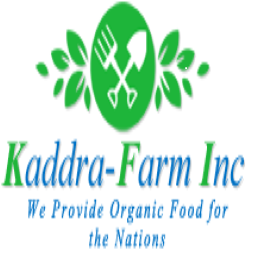 Kaddra-Farm Inc
We Provide Organic Food for
the Nations